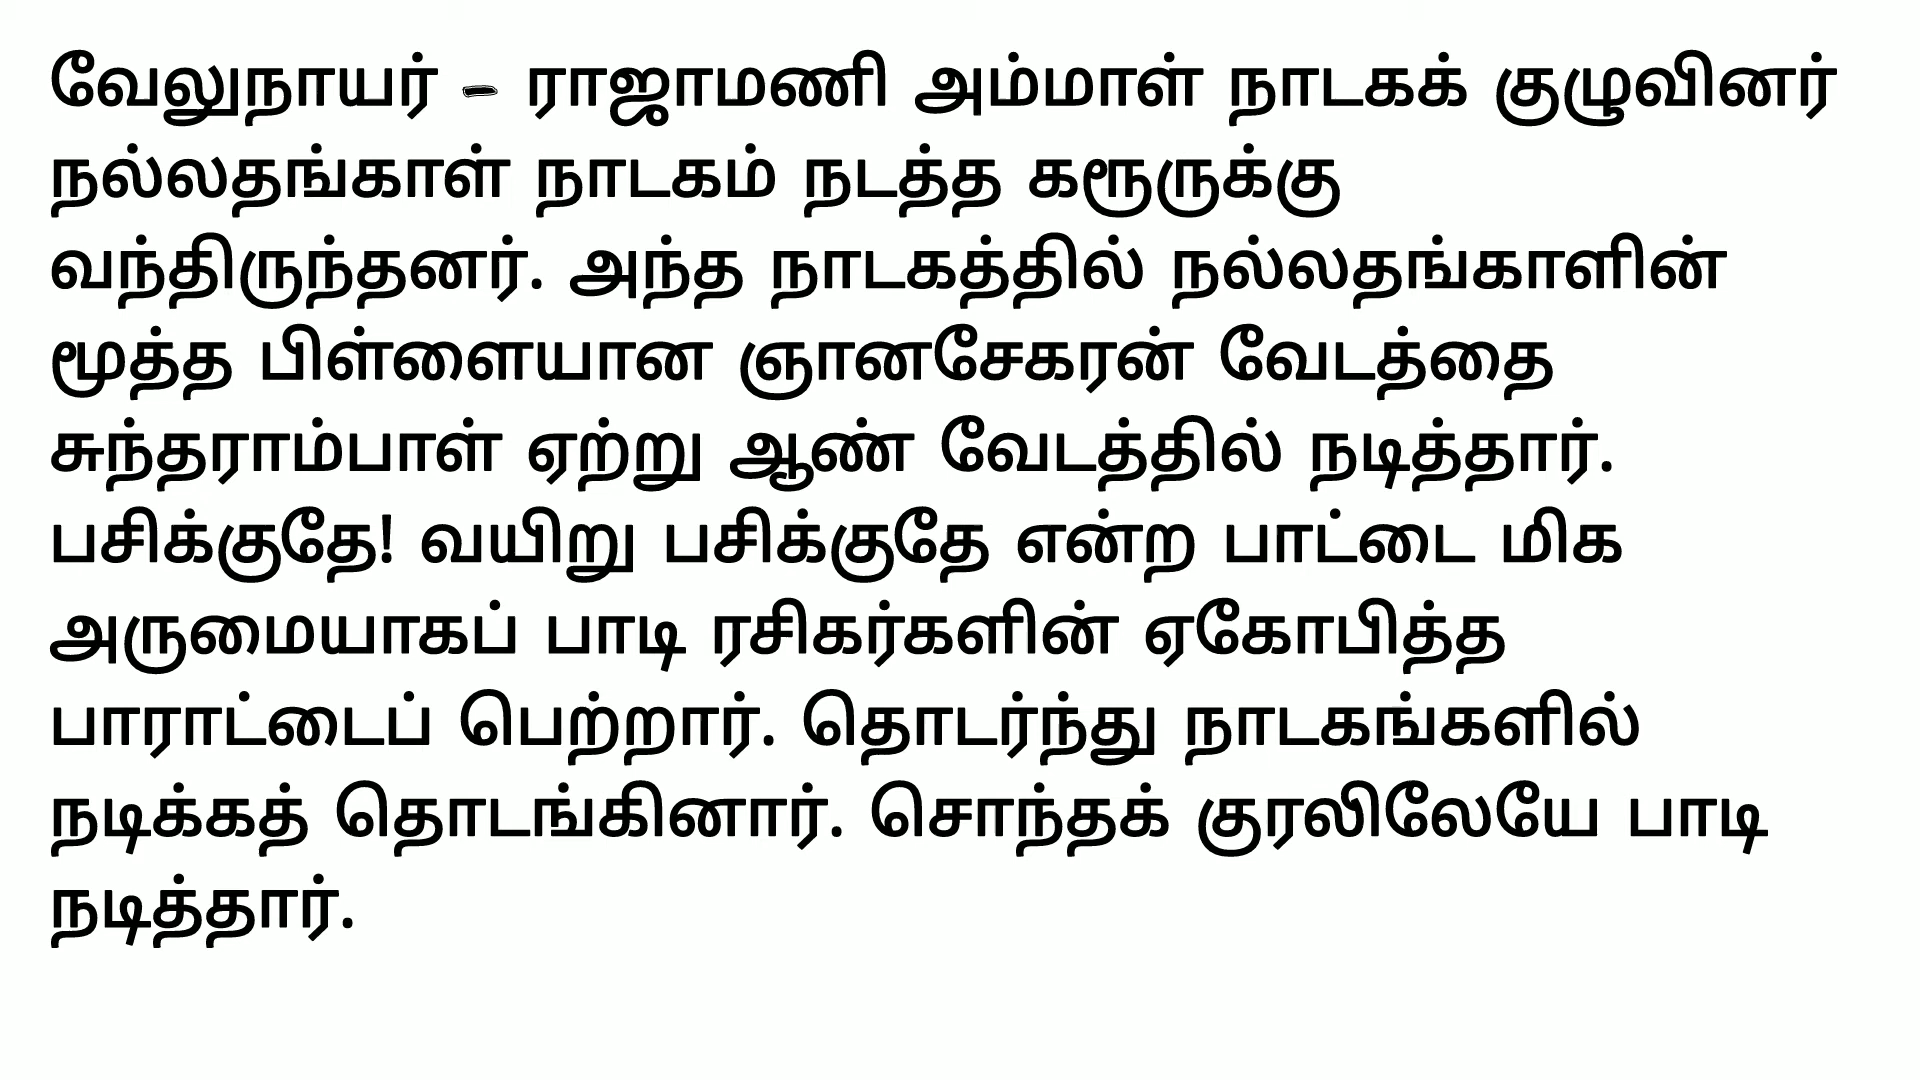 வேலுநாயர் – ராஜாமணி அம்மாள் நாடகக் குழுவினர்
நல்லதங்காள் நாடகம் நடத்த கரூருக்கு
வந்திருந்தனர். அந்த நாடகத்தில் நல்லதங்காளின்
மூத்த பிள்ளையான ஞானசேகரன் வேடத்தை
சுந்தராம்பாள் ஏற்று ஆண் வேடத்தில் நடித்தார்.
பசிக்குதே! வயிறு பசிக்குதே என்ற பாட்டை மிக
அருமையாகப் பாடி ரசிகர்களின் ஏகோபித்த
பாராட்டைப் பெற்றார். தொடர்ந்து நாடகங்களில்
நடிக்கத் தொடங்கினார். சொந்தக் குரலிலேயே பாடி
நடித்தார்.